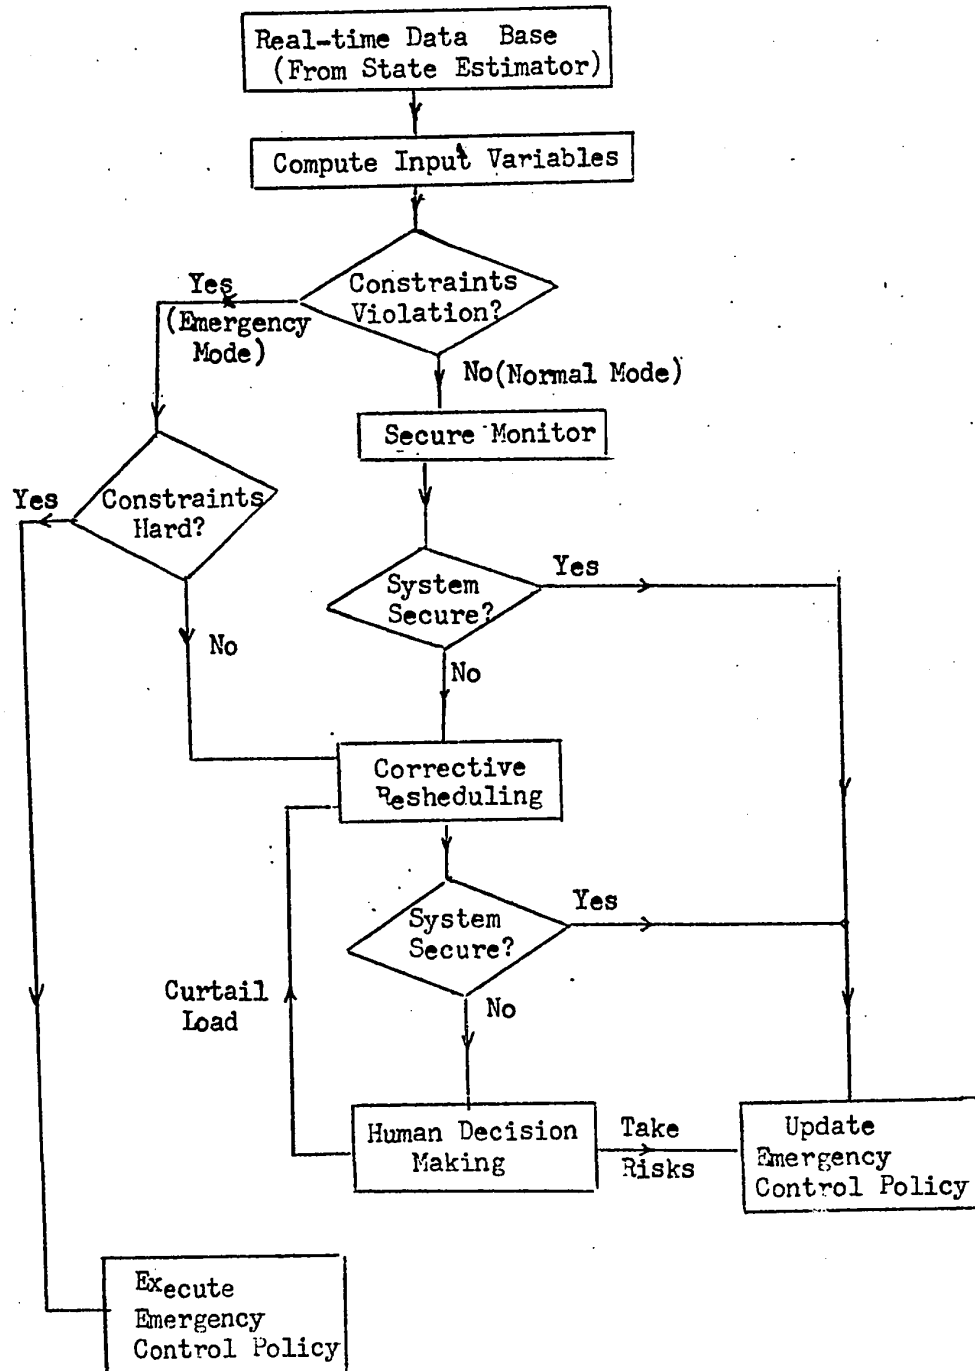 Real-time Data Base
(From State Estimator)
Compute Input Variables
Constraints
Violation?
Yes
(Emergency
Mode)
No(Normal Mode)
Secure Monitor
Constraints
Hard?
Yes
No
System
Secure?
Yes
No
Corrective
Resheduling
System
Secure?
Yes
No
Curtail
Load
Human Decision
Making
Take
Risks
Update
Emergency
Control Policy
Execute
Emergency
Control Policy